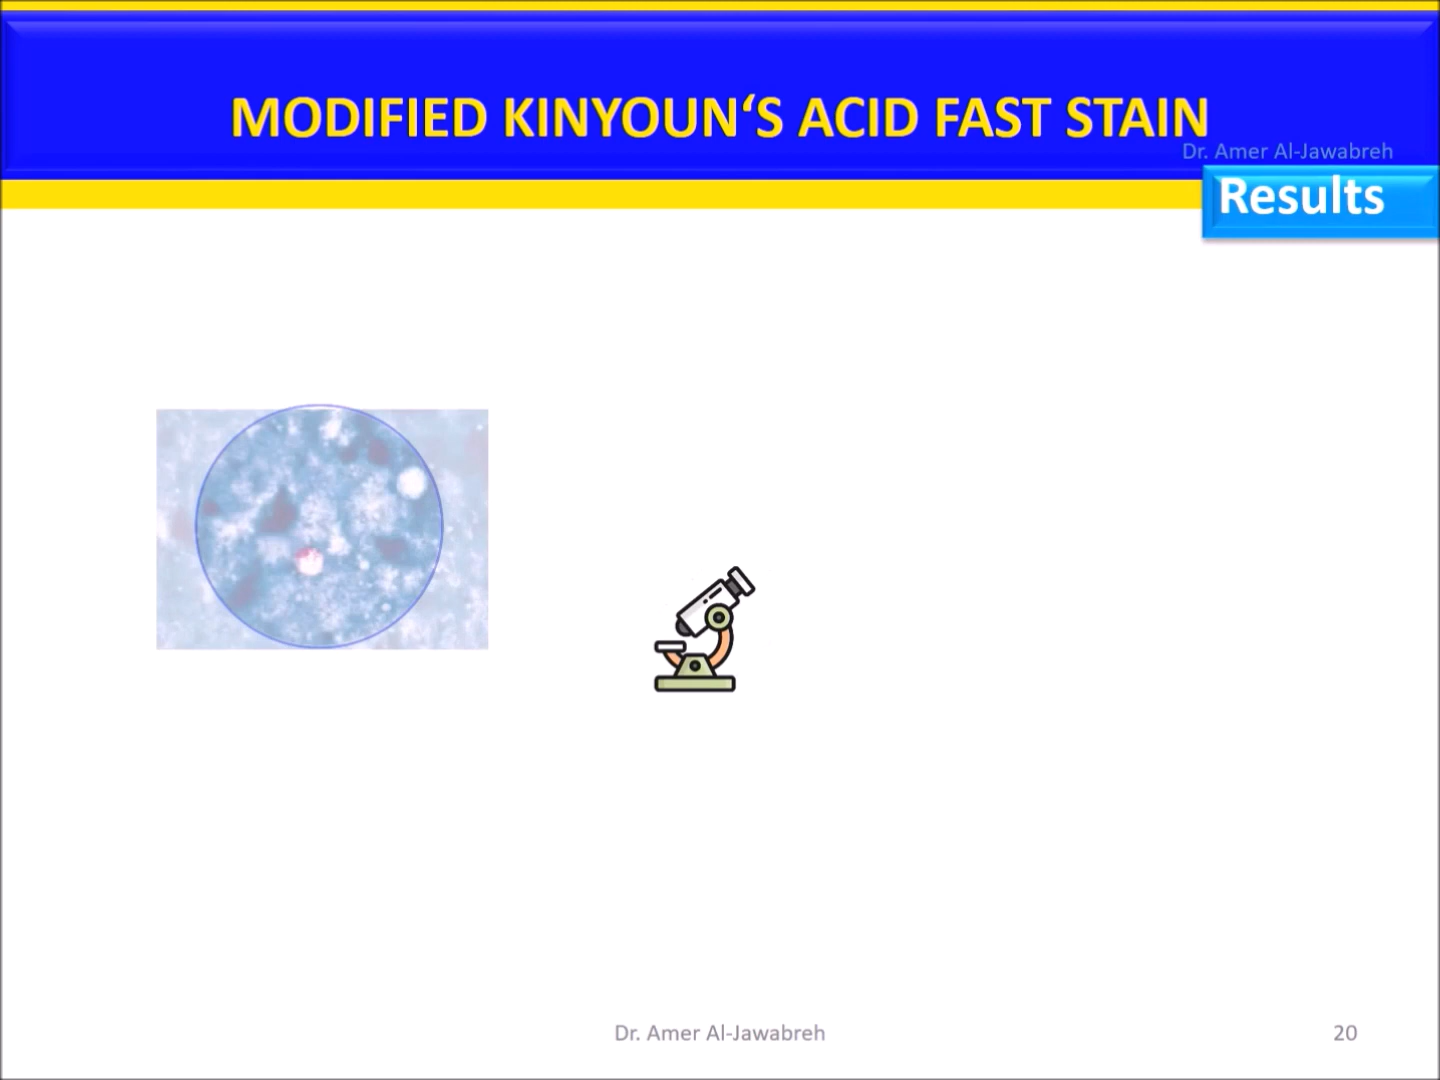 MODIFIED KINYOUN‘S ACID FAST STAIN
Dr. Amer Al-Jawabreh
Results
Dr. Amer Al-Jawabreh
20